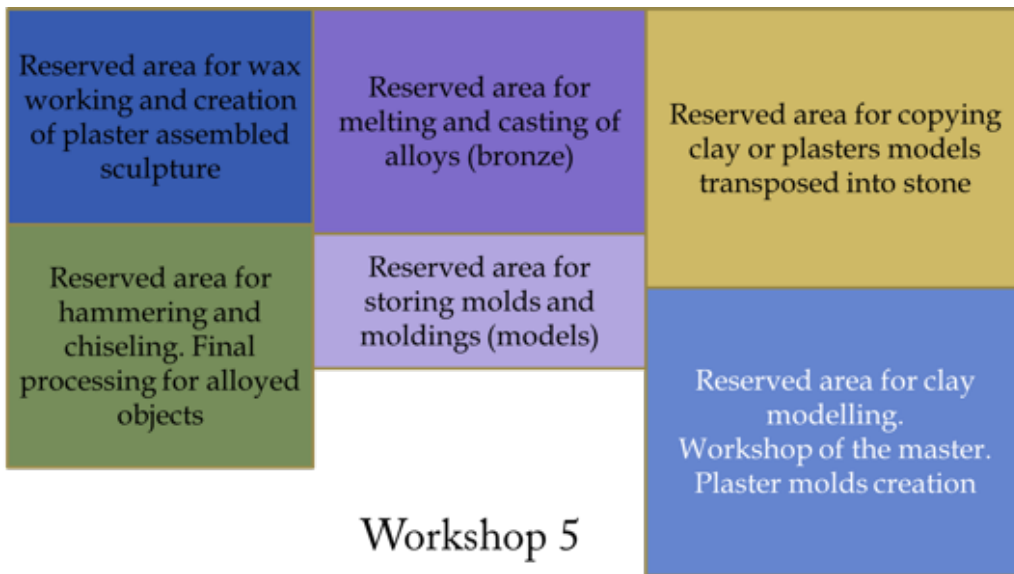 Reserved area for wax
working and creation
of plaster assembled
sculpture
Reserved area for
melting and casting of
alloys (bronze)
Reserved area for copying
clay or plasters models
transposed into stone
Reserved area for
hammering and
chiseling. Final
processing for alloyed
objects
Reserved area for
storing molds and
moldings (models)
Reserved area for clay
modelling.
Workshop of the master.
Plaster molds creation
Workshop 5